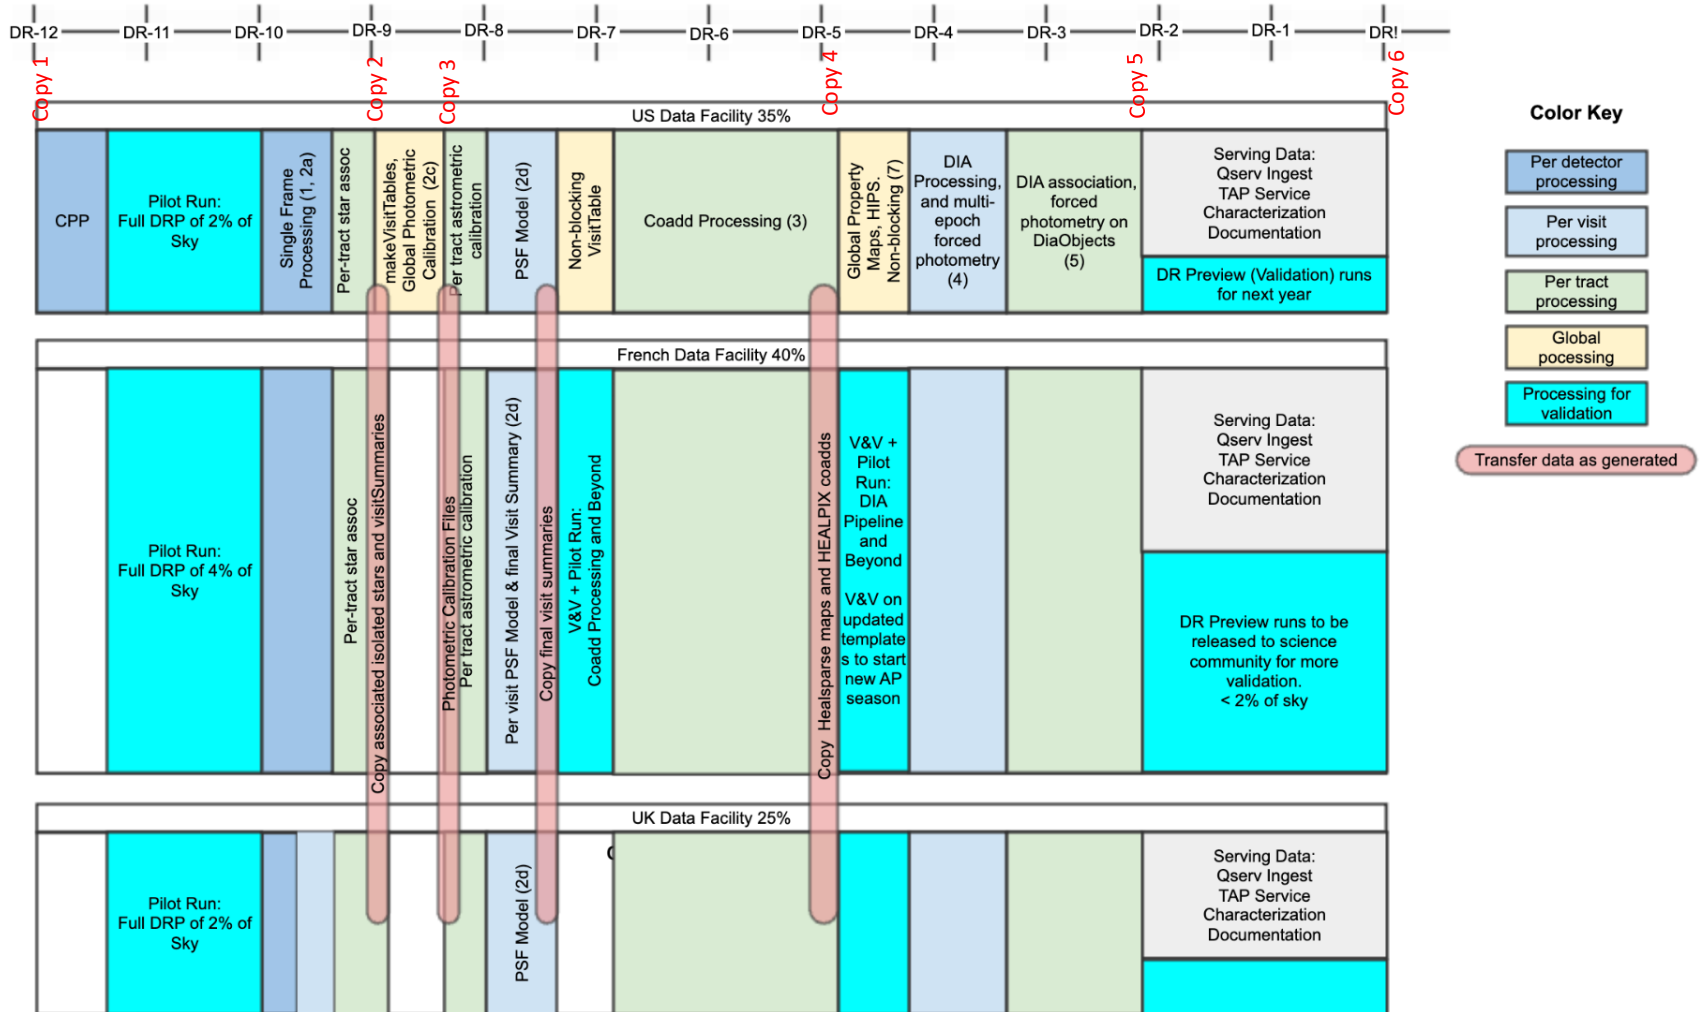 DR-12
DR-11
DR-10
DR-9
DR-8
DR-7
DR-6
DR-5
DR-4
DR-3
DR-2
DR-1
DR!
Copy 1
Copy 2
Copy 3
Copy 4
Copy 5
Copy 6
US Data Facility 35%
CPP
Pilot Run:
Full DRP of 2% of
Sky
Single Frame
Processing (1, 2a)
Per-tract star assoc
makeVisitTables,
Global Photometric
Calibration (2c)
Per tract astrometric
calibration
PSF Model (2d)
Non-blocking
VisitTable
Coadd Processing (3)
Global Property
Maps, HIPS.
Non-blocking (7)
DIA
Processing,
and multi-
epoch
forced
photometry
(4)
DIA association,
forced
photometry on
DiaObjects
(5)
Serving Data:
Qserv Ingest
TAP Service
Characterization
Documentation
DR Preview (Validation) runs
for next year
French Data Facility 40%
Pilot Run:
Full DRP of 4% of
Sky
Per-tract star assoc
Copy associated isolated stars and visitSummaries
Photometric Calibration Files
Per tract astrometric calibration
Per visit PSF Model & final Visit Summary (2d)
Copy final visit summaries
V&V + Pilot Run:
Coadd Processing and Beyond
Copy Healsparse maps and HEALPIX coadds
V&V +
Pilot
Run:
DIA
Pipeline
and
Beyond
V&V on
updated
template
s to start
new AP
season
Serving Data:
Qserv Ingest
TAP Service
Characterization
Documentation
DR Preview runs to be
released to science
community for more
validation.
< 2% of sky
UK Data Facility 25%
Pilot Run:
Full DRP of 2% of
Sky
PSF Model (2d)
Serving Data:
Qserv Ingest
TAP Service
Characterization
Documentation
Color Key
Per detector
processing
Per visit
processing
Per tract
processing
Global
pocessing
Processing for
validation
Transfer data as generated